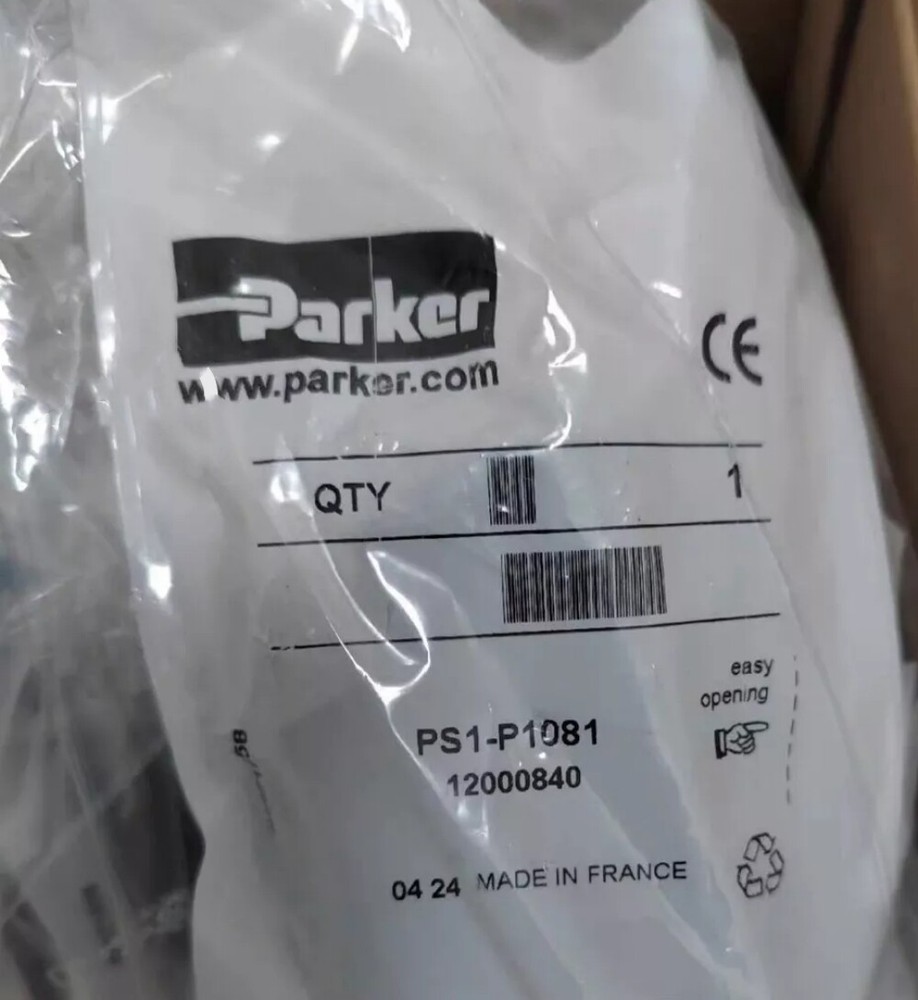 Parker
www.parker.com
CE
QTY 1
easy
opening
PS1-P1081
12000840
04 24 MADE IN FRANCE